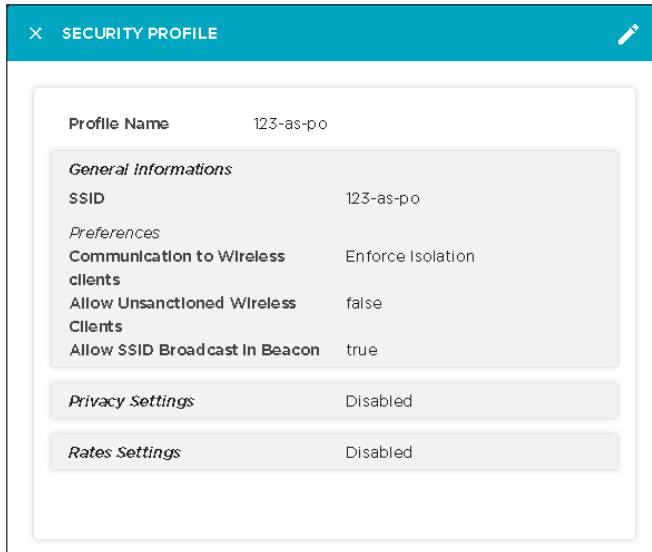 SECURITY PROFILE
Profile Name 123-as-po
General Informations
SSID 123-as-po
Preferences
Communication to Wireless Enforce Isolation
clients
Allow Unsanctioned Wireless false
Clients
Allow SSID Broadcast in Beacon true
Privacy Settings Disabled
Rates Settings Disabled